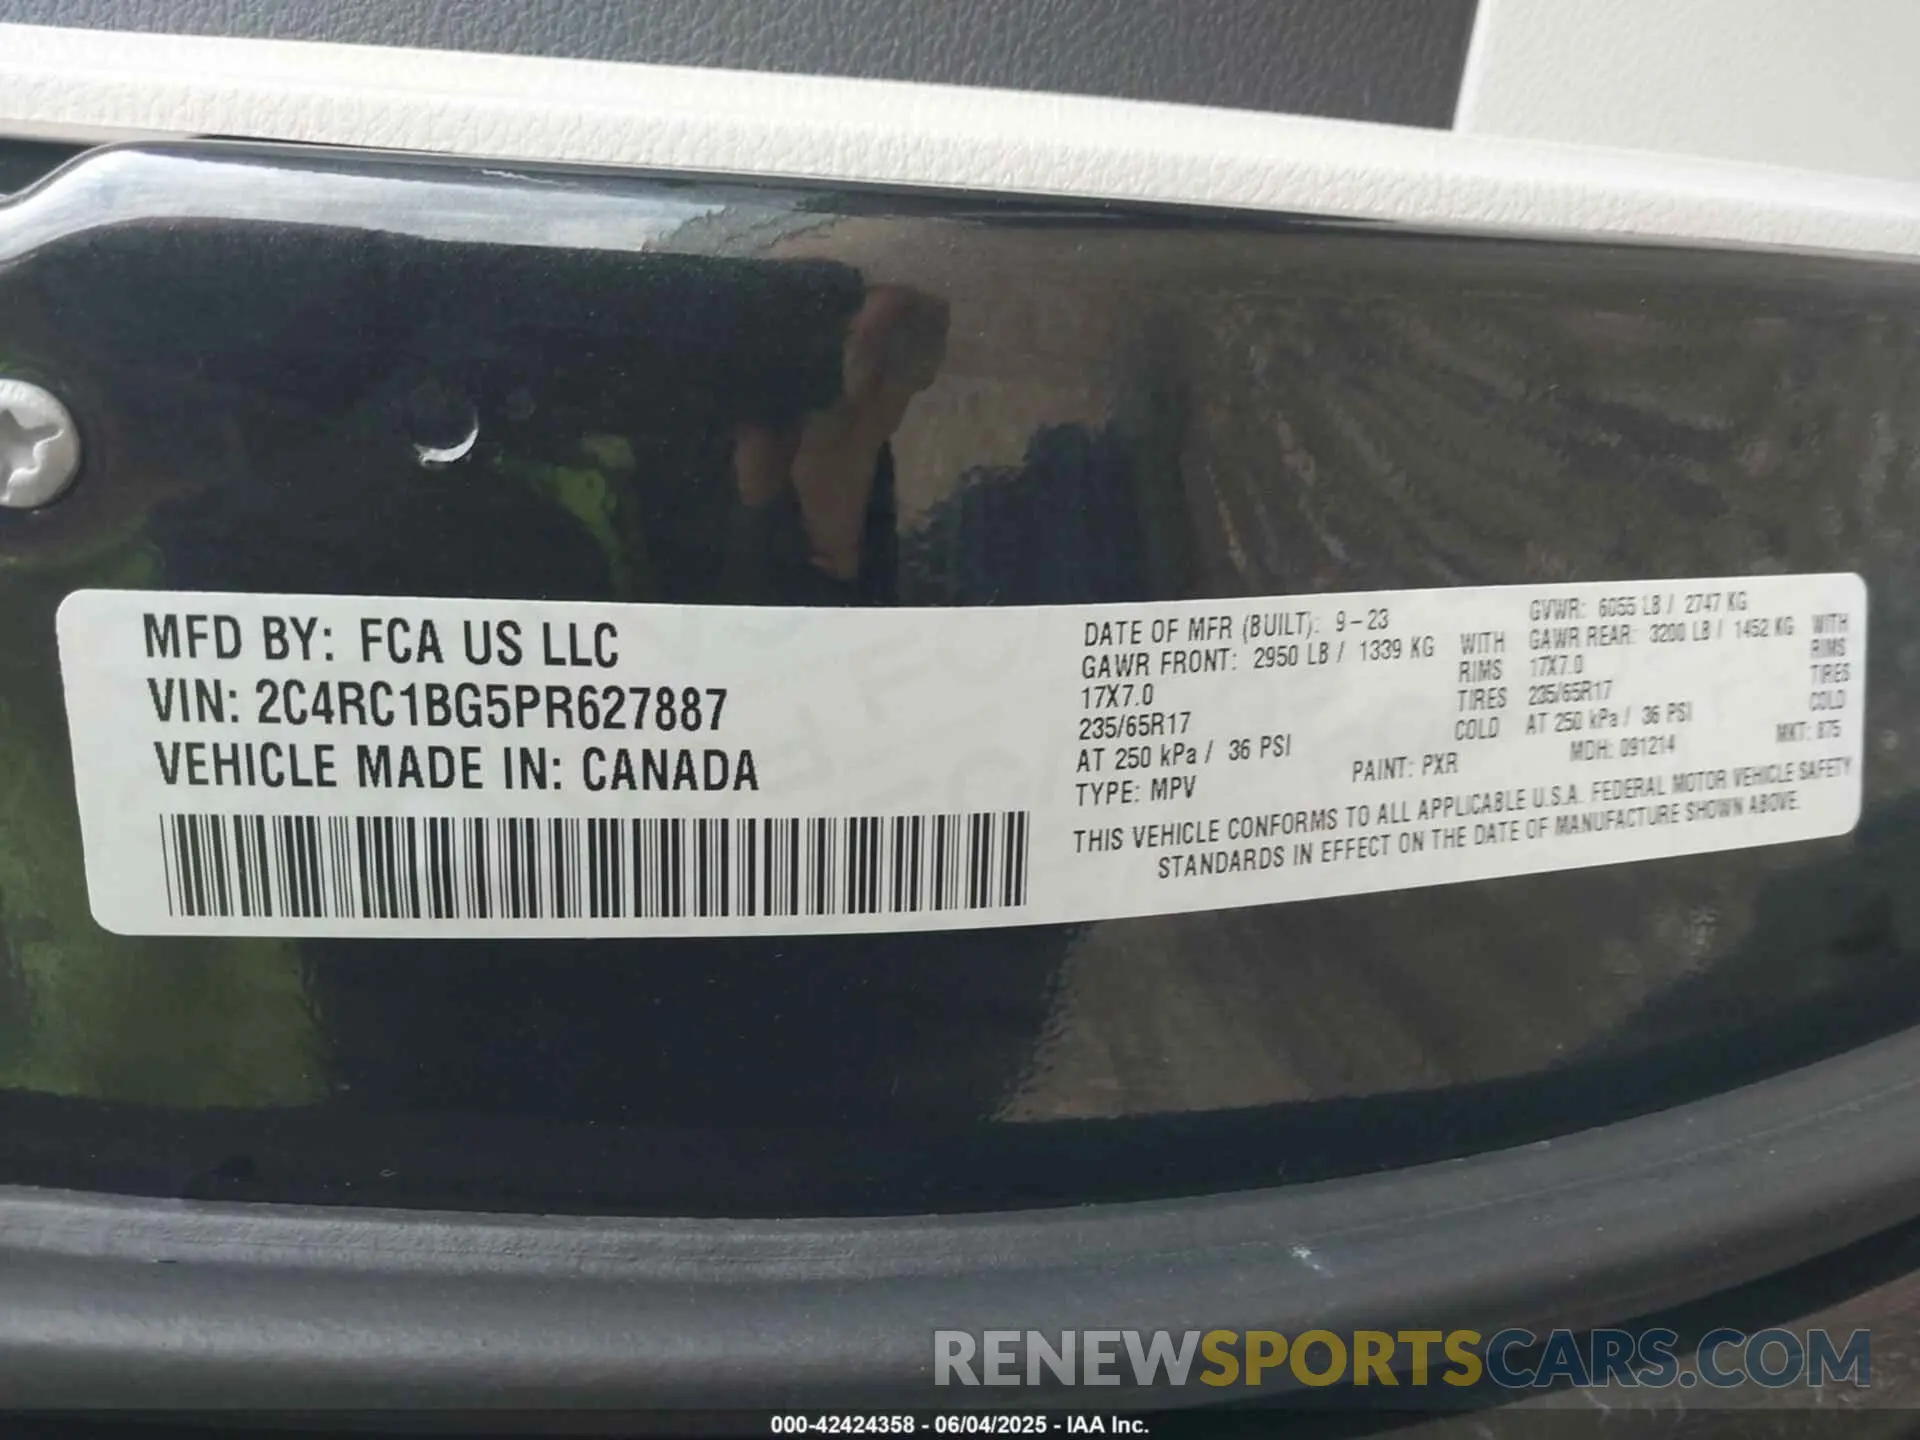 MFD BY: FCA US LLC
VIN: 2C4RC1BG5PR627887
VEHICLE MADE IN: CANADA
DATE OF MFR (BUILT): 9-23 GVWR: 6055 LB / 2747 KG
GAWR FRONT: 2950 LB / 1339 KG WITH GAWR REAR: 3200 LB / 1452 KG WITH
17X7.0 RIMS 17X7.0 RIMS
235/65R17 TIRES 235/65R17 TIRES
AT 250 kPa / 36 PSI COLD AT 250 kPa / 36 PSI COLD
TYPE: MPV PAINT: PXR MDH: 091214 MKT: 875
THIS VEHICLE CONFORMS TO ALL APPLICABLE U.S.A. FEDERAL MOTOR VEHICLE SAFETY
STANDARDS IN EFFECT ON THE DATE OF MANUFACTURE SHOWN ABOVE.
RENEWSPORTSCARS.COM
000-42424358 - 06/04/2025 - IAA Inc.